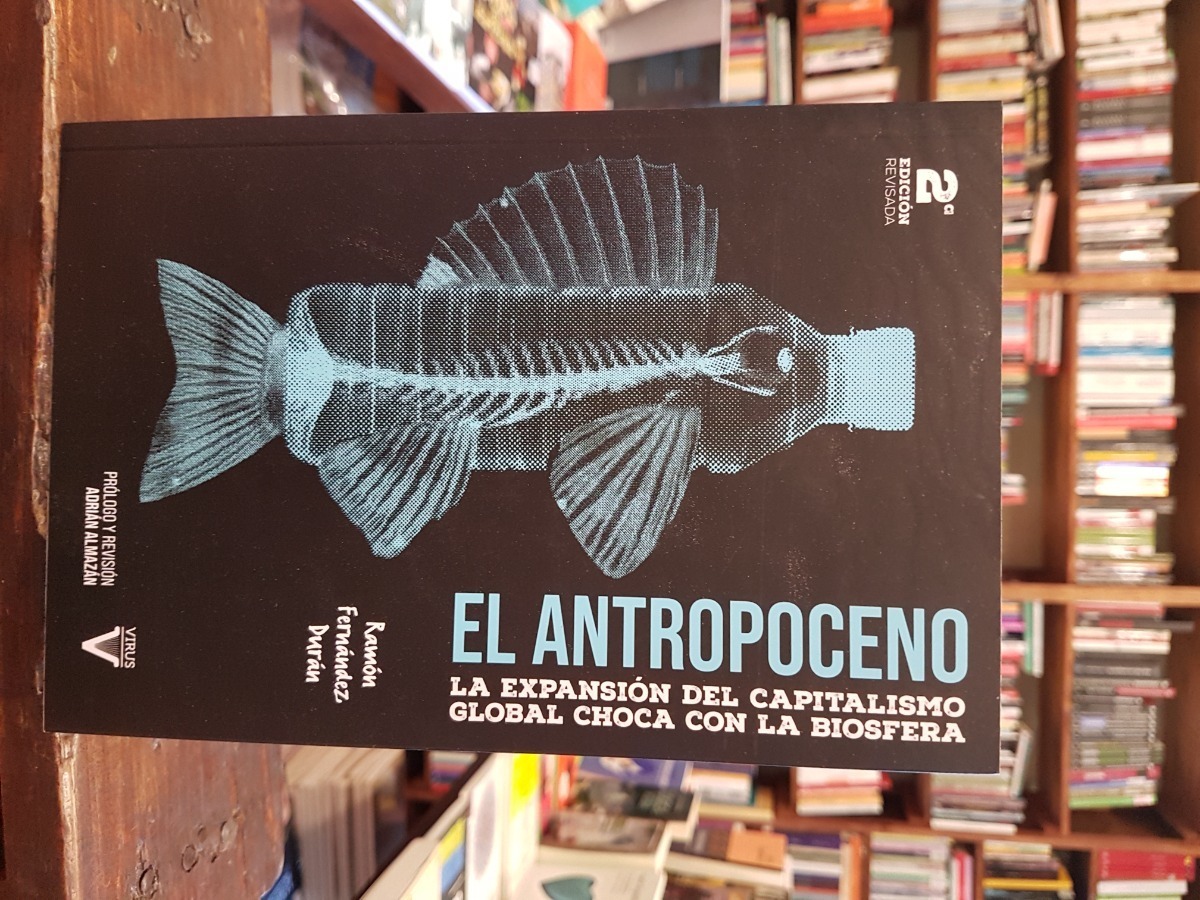 2ª
EDICIÓN
REVISADA
EL ANTROPOCENO
LA EXPANSIÓN DEL CAPITALISMO
GLOBAL CHOCA CON LA BIOSFERA
Ramón
Fernández
Durán
PRÓLOGO Y REVISIÓN
ADRIÁN ALMAZÁN
VIRUS